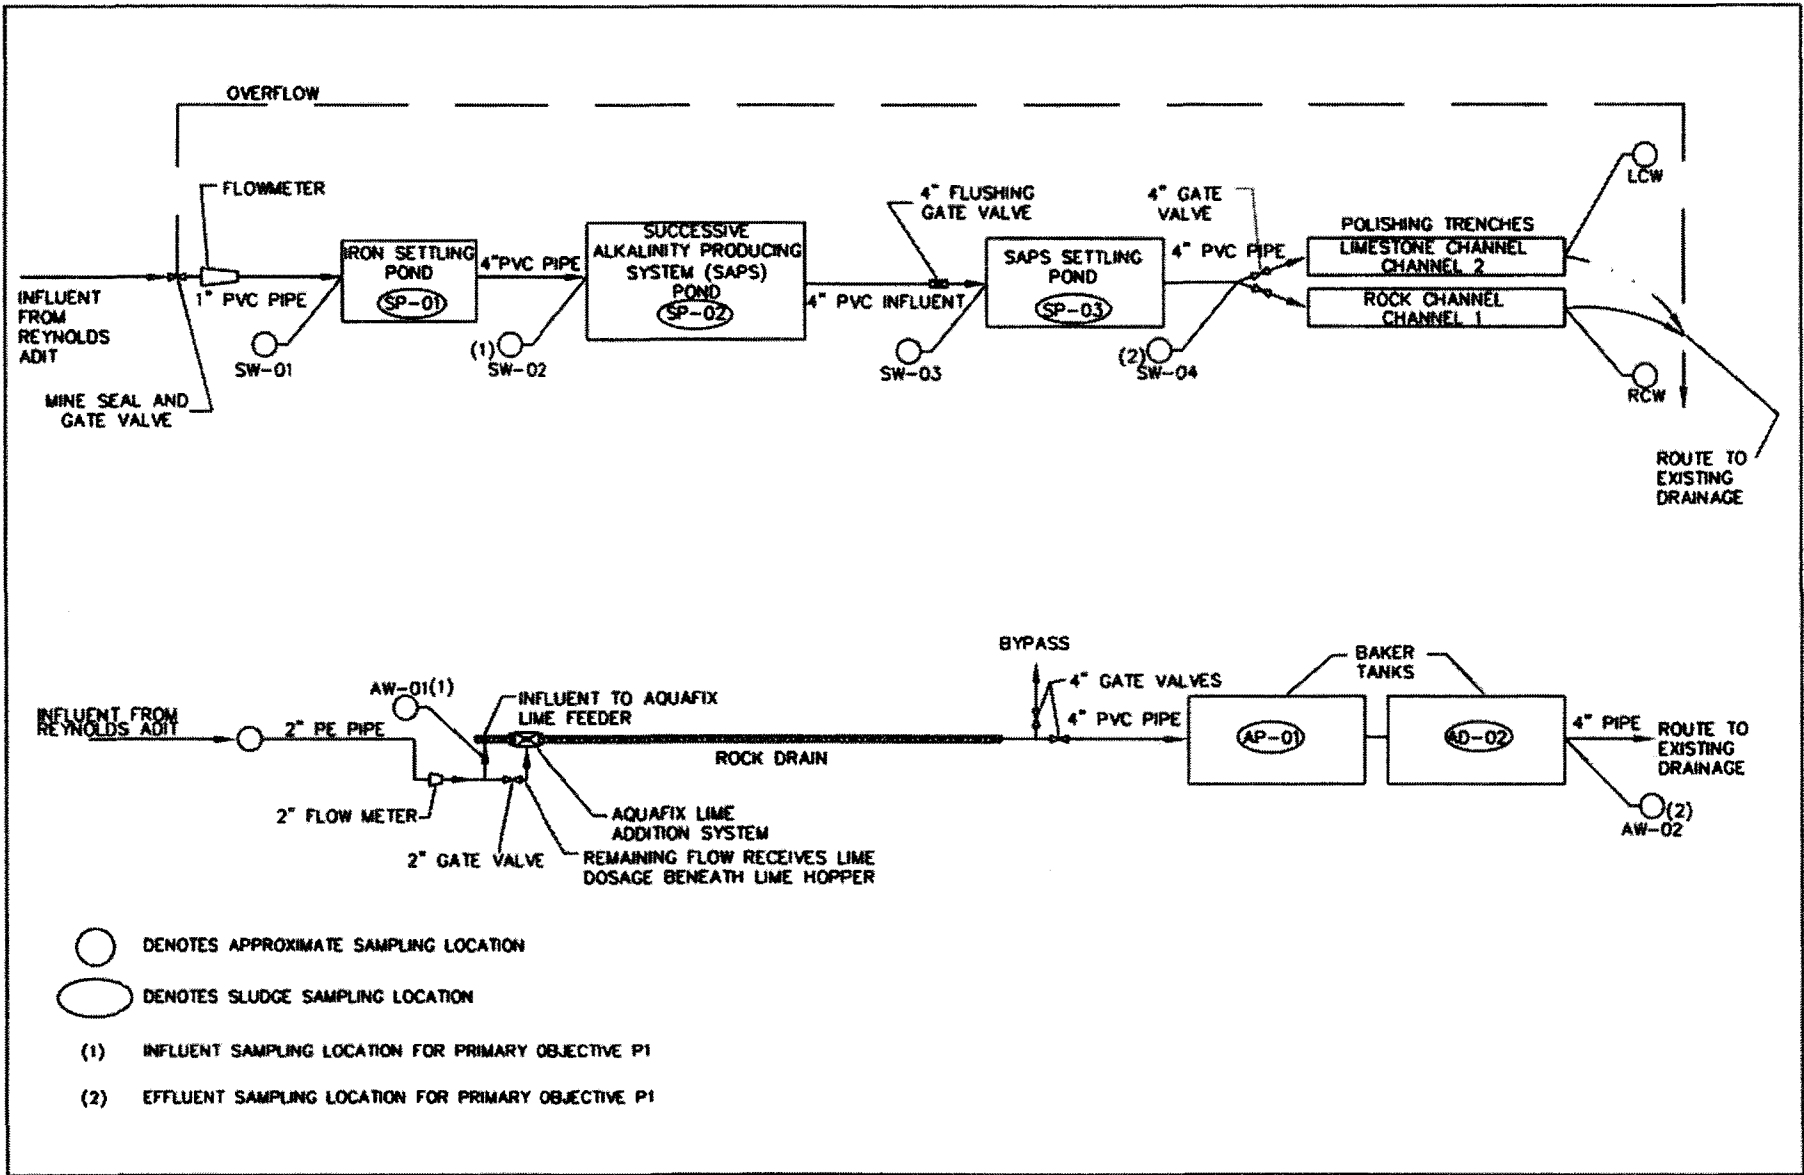 OVERFLOW
FLOWMETER
4" FLUSHING
GATE VALVE
4" GATE
VALVE
LCW
INFLUENT
FROM
REYNOLDS
ADIT
1" PVC PIPE
IRON SETTLING
POND
SP-01
4"PVC PIPE
SUCCESSIVE
ALKALINITY PRODUCING
SYSTEM (SAPS)
POND
SP-02
4" PVC INFLUENT
SAPS SETTLING
POND
SP-03
4" PVC PIPE
POLISHING TRENCHES
LIMESTONE CHANNEL
CHANNEL 2
ROCK CHANNEL
CHANNEL 1
SW-01
(1)
SW-02
SW-03
(2)
SW-04
RCW
MINE SEAL AND
GATE VALVE
ROUTE TO
EXISTING
DRAINAGE
INFLUENT FROM
REYNOLDS ADIT
2" PE PIPE
AW-01(1)
INFLUENT TO AQUAFIX
LIME FEEDER
ROCK DRAIN
BYPASS
4" GATE VALVES
4" PVC PIPE
BAKER
TANKS
AP-01
AD-02
4" PIPE
ROUTE TO
EXISTING
DRAINAGE
2" FLOW METER
AQUAFIX LIME
ADDITION SYSTEM
(2)
AW-02
2" GATE VALVE
REMAINING FLOW RECEIVES LIME
DOSAGE BENEATH LIME HOPPER
DENOTES APPROXIMATE SAMPLING LOCATION
DENOTES SLUDGE SAMPLING LOCATION
(1) INFLUENT SAMPLING LOCATION FOR PRIMARY OBJECTIVE P1
(2) EFFLUENT SAMPLING LOCATION FOR PRIMARY OBJECTIVE P1